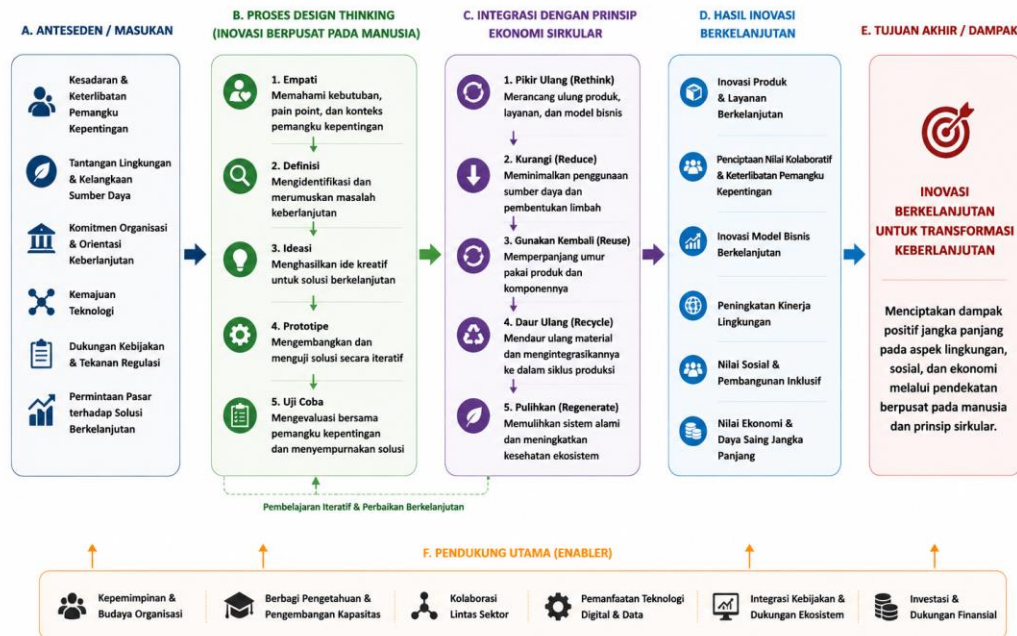 A. ANTESEDEN / MASUKAN
Kesadaran &
Keterlibatan
Pemangku
Kepentingan
Tantangan Lingkungan
& Kelangkaan
Sumber Daya
Komitmen Organisasi
& Orientasi
Keberlanjutan
Kemajuan
Teknologi
Dukungan Kebijakan
& Tekanan Regulasi
Permintaan Pasar
terhadap Solusi
Berkelanjutan
B. PROSES DESIGN THINKING
(INOVASI BERPUSAT PADA MANUSIA)
1. Empati
Memahami kebutuban,
pain point, dan konteks
pemangku kepentingan
2. Definisi
Mengidentifikasi dan
merumuskan masalah
keberlanjutan
3. Ideasi
Menghasilkan ide kreatif
untuk solusi berkelanjutan
4. Prototipe
Mengembangkan dan
menguji solusi secara iteratif
5. Uji Coba
Mengevaluasi bersama
pemangku kepentingan
dan menyempurnakan solusi
Pembelajaran Iteratif & Perbaikan Berkelanjutan
C. INTEGRASI DENGAN PRINSIP
EKONOMI SIRKULAR
1. Pikir Ulang (Rethink)
Merancang ulung produk,
layanan, dan model bisnis
2. Kurangi (Reduce)
Meminimalkan penggunaan
sumber daya dan
pembentukan limbah
3. Gunakan Kembali (Reuse)
Memperpanjang umur
pakai produk dan
komponennya
4. Daur Ulang (Recycle)
Mendaur ulang material
dan mengintegrasikannya
ke dalam siklus produksi
5. Pulihkan (Regenerate)
Memulihkan sistem alami
dan meningkatkan
kesehatan ekosistem
D. HASIL INOVASI
BERKELANJUTAN
Inovasi Produk
& Layanan
Berkelanjutan
Penciptaan Nilai Kolaboratif
& Keterlibatan Pemangku
Kepentingan
Inovasi Model Bisnis
Berkelanjutan
Peningkatan Kinerja
Lingkungan
Nilai Sosial &
Pembangunan Inklusif
Nilai Ekonomi &
Daya Saing Jangka
Panjang
E. TUJUAN AKHIR / DAMPAK
INOVASI
BERKELANJUTAN
UNTUK TRANSFORMASI
KEBERLANJUTAN
Menciptakan dampak
positif jangka panjang
pada aspek lingkungan,
sosial, dan ekonomi
melalui pendekatan
berpusat pada manusia
dan prinsip sirkular.
F. PENDUKUNG UTAMA (ENABLER)
Kepemimpinan &
Budaya Organisasi
Berbagi Pengetahuan &
Pengembangan Kapasitas
Kolaborasi
Lintas Sektor
Pemanfaatan Teknologi
Digital & Data
Integrasi Kebijakan &
Dukungan Ekosistem
Investasi &
Dukungan Finansial